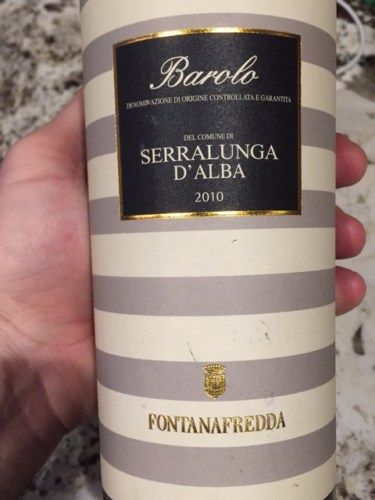 Barolo
DENOMINAZIONE DI ORIGINE CONTROLLATA E GARANTITA
DEL COMUNE DI
SERRALUNGA
D'ALBA
2010
FONTANAFREDDA